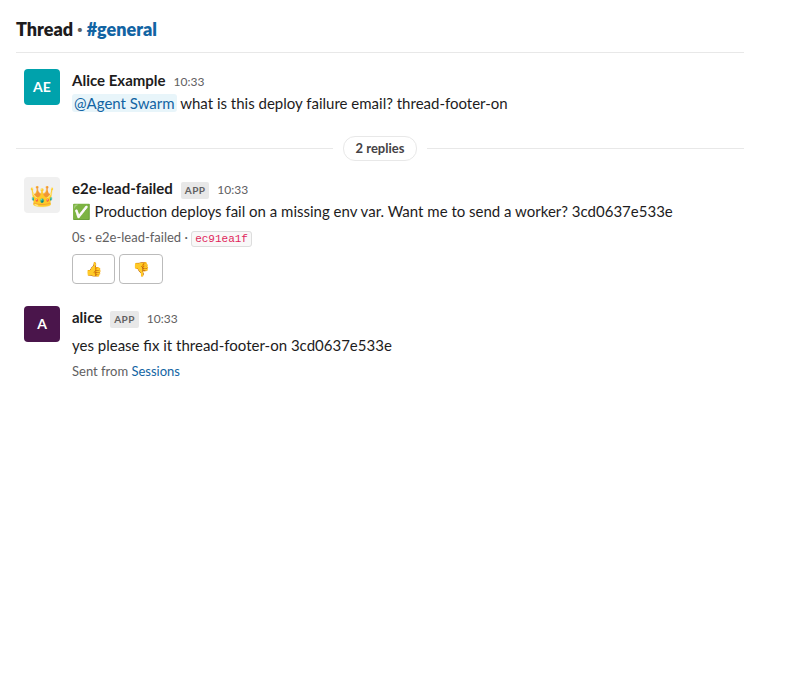 Thread • #general
AE
Alice Example 10:33
@Agent Swarm what is this deploy failure email? thread-footer-on
2 replies
e2e-lead-failed APP 10:33
✅ Production deploys fail on a missing env var. Want me to send a worker? 3cd0637e533e
0s · e2e-lead-failed · ec91ea1f
👍 👎
A
alice APP 10:33
yes please fix it thread-footer-on 3cd0637e533e
Sent from Sessions